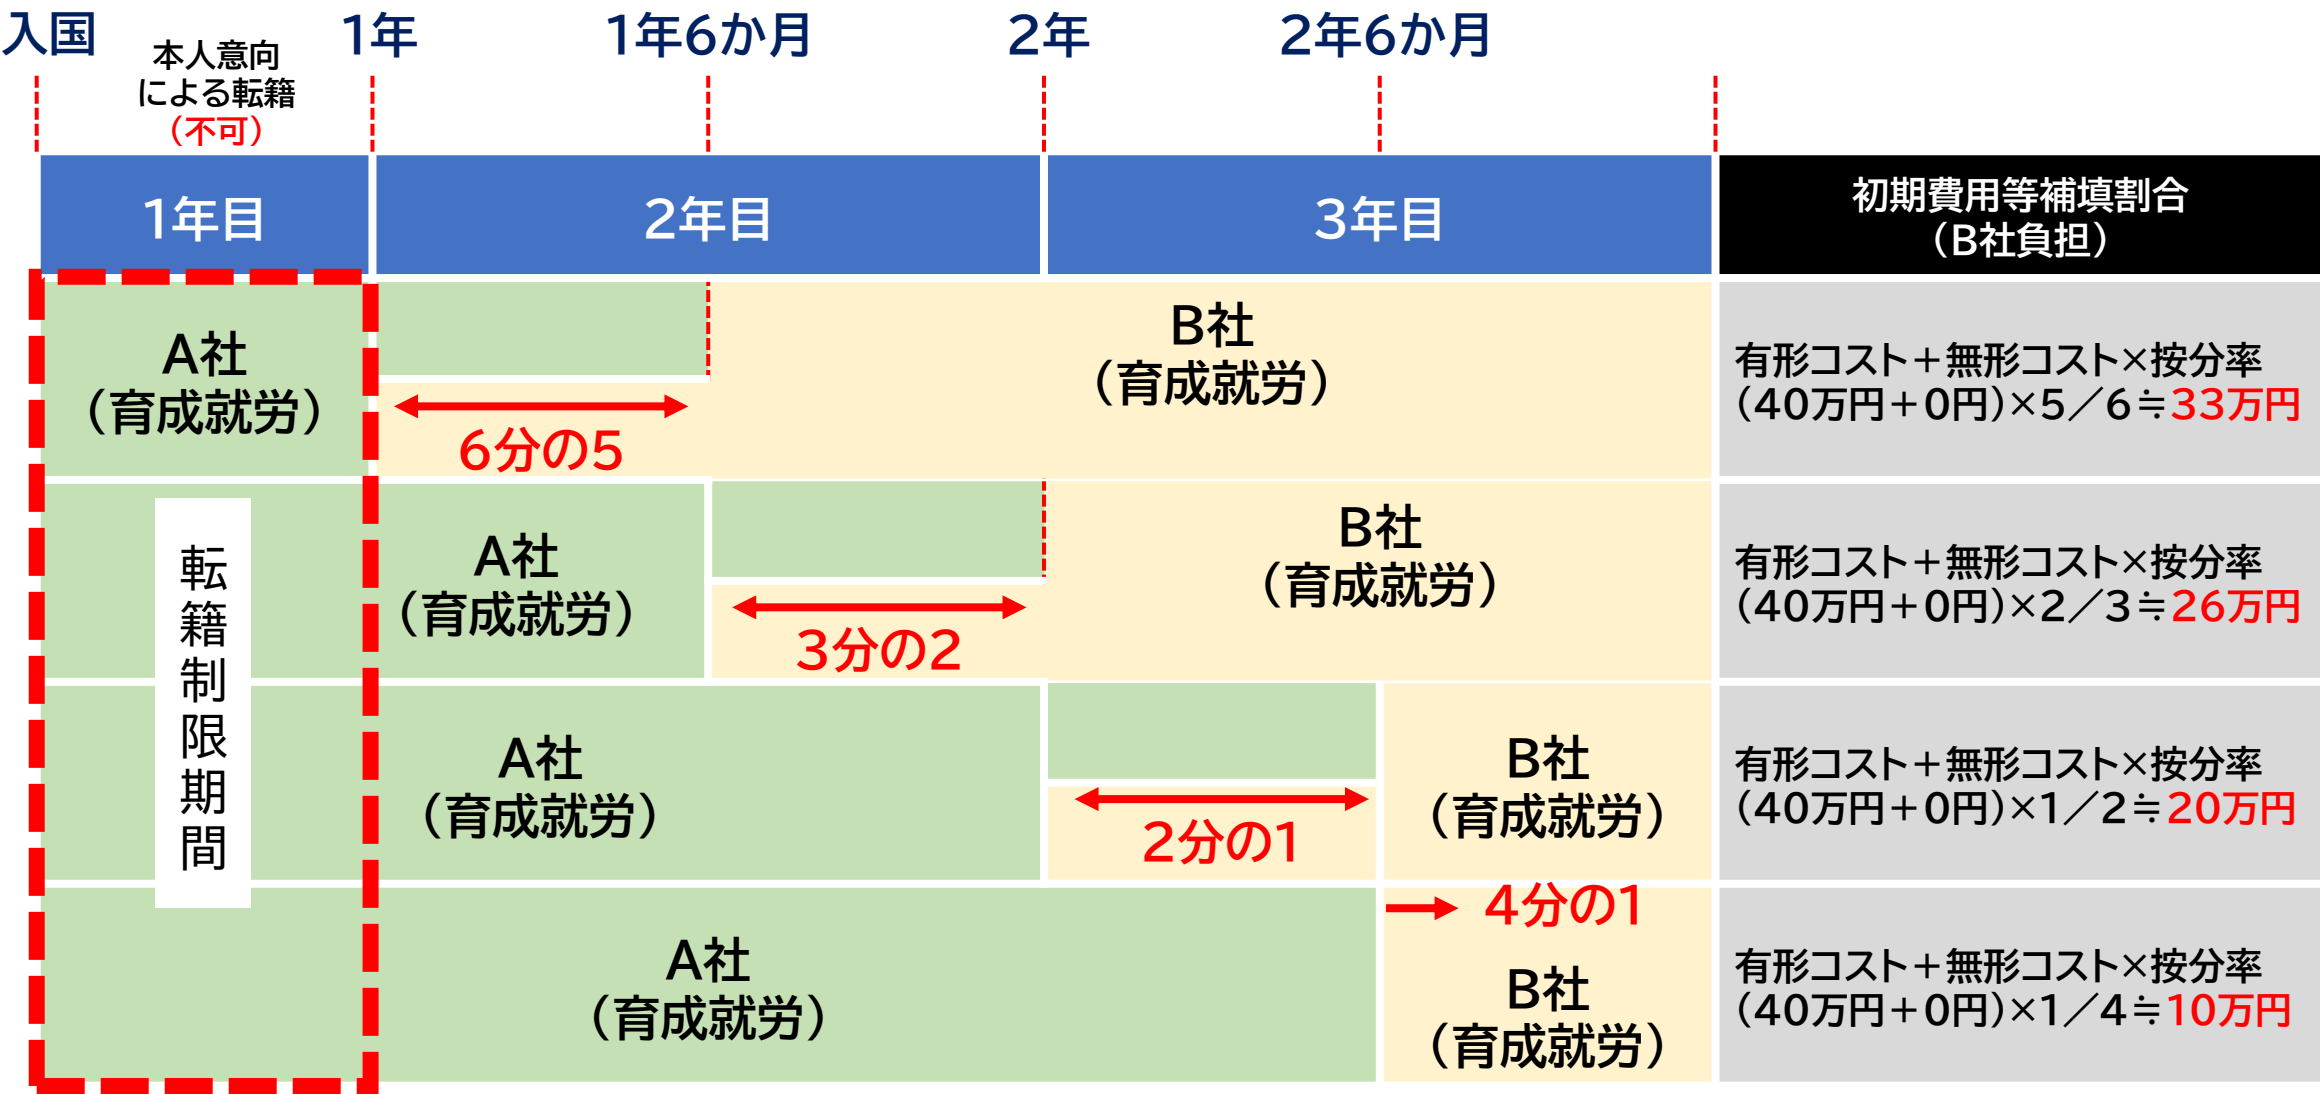 入国
1年
1年6か月
2年
2年6か月
本人意向
による転籍
（不可）
1年目
2年目
3年目
初期費用等補填割合
（B社負担）
A社
（育成就労）
6分の5
B社
（育成就労）
有形コスト＋無形コスト×按分率
（40万円＋0円）×5／6≒33万円
転籍制限期間
A社
（育成就労）
3分の2
B社
（育成就労）
有形コスト＋無形コスト×按分率
（40万円＋0円）×2／3≒26万円
A社
（育成就労）
2分の1
B社
（育成就労）
有形コスト＋無形コスト×按分率
（40万円＋0円）×1／2≒20万円
A社
（育成就労）
4分の1
B社
（育成就労）
有形コスト＋無形コスト×按分率
（40万円＋0円）×1／4≒10万円